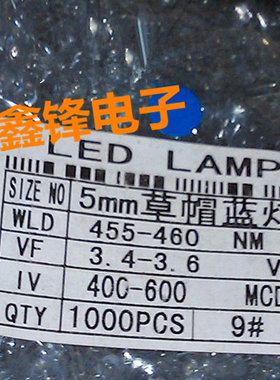 鑫锋电子
LED LAMP
SIZE NO 5mm草帽蓝灯
WLD 455-460 NM
VF 3.4-3.6 V
IV 400-600 MCD
QTY 1000PCS 9#